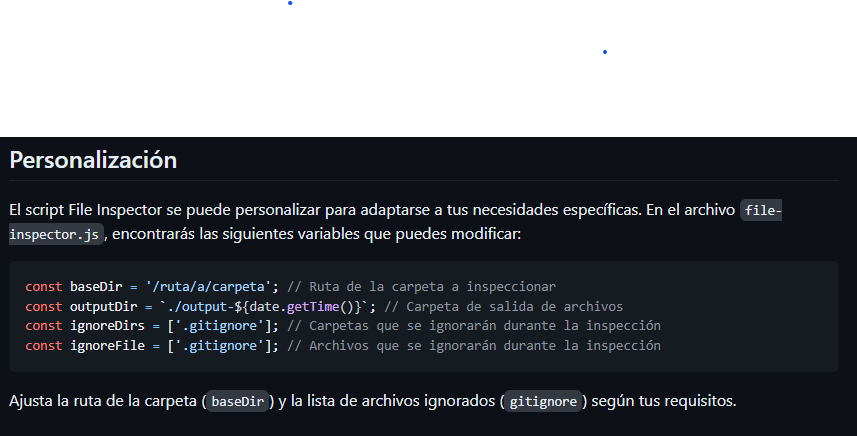 Personalización
El script File Inspector se puede personalizar para adaptarse a tus necesidades específicas. En el archivo file-
inspector.js, encontrarás las siguientes variables que puedes modificar:
const baseDir = '/ruta/a/carpeta'; // Ruta de la carpeta a inspeccionar
const outputDir = `./output-${date.getTime()}`; // Carpeta de salida de archivos
const ignoreDirs = ['.gitignore']; // Carpetas que se ignorarán durante la inspección
const ignoreFile = ['.gitignore']; // Archivos que se ignorarán durante la inspección
Ajusta la ruta de la carpeta (baseDir) y la lista de archivos ignorados (gitignore) según tus requisitos.